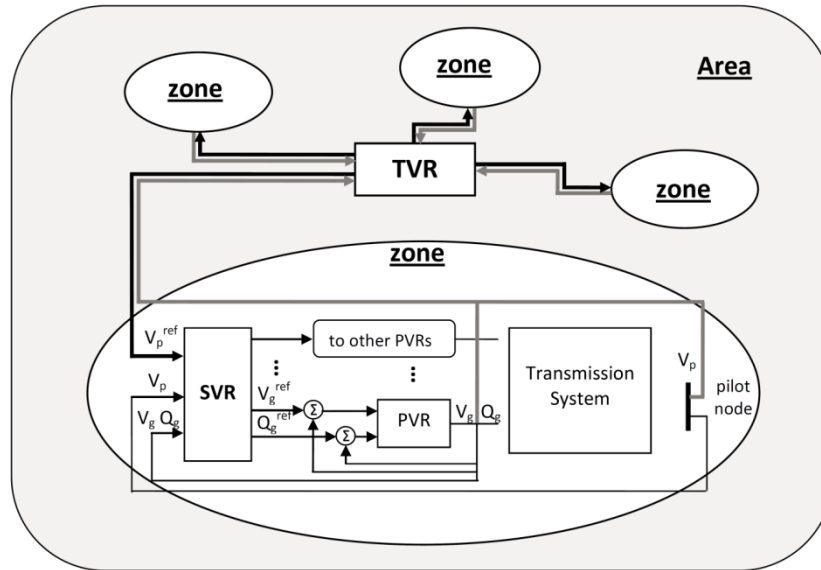 Area
zone
zone
zone
TVR
zone
V_p^ref
V_p
V_g Q_g
SVR
to other PVRs
V_g^ref
Q_g^ref
Σ
Σ
PVR
V_g Q_g
Transmission
System
V_p
pilot
node